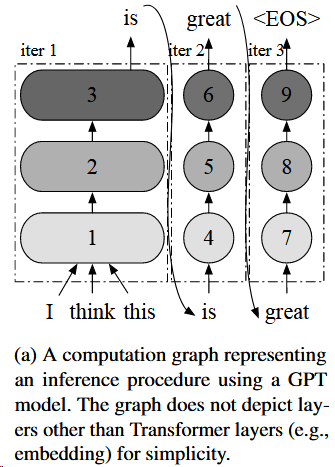 is great <EOS>
iter 1 iter 2 iter 3
3 6 9
2 5 8
1 4 7
I think this is great
(a) A computation graph representing
an inference procedure using a GPT
model. The graph does not depict lay-
ers other than Transformer layers (e.g.,
embedding) for simplicity.